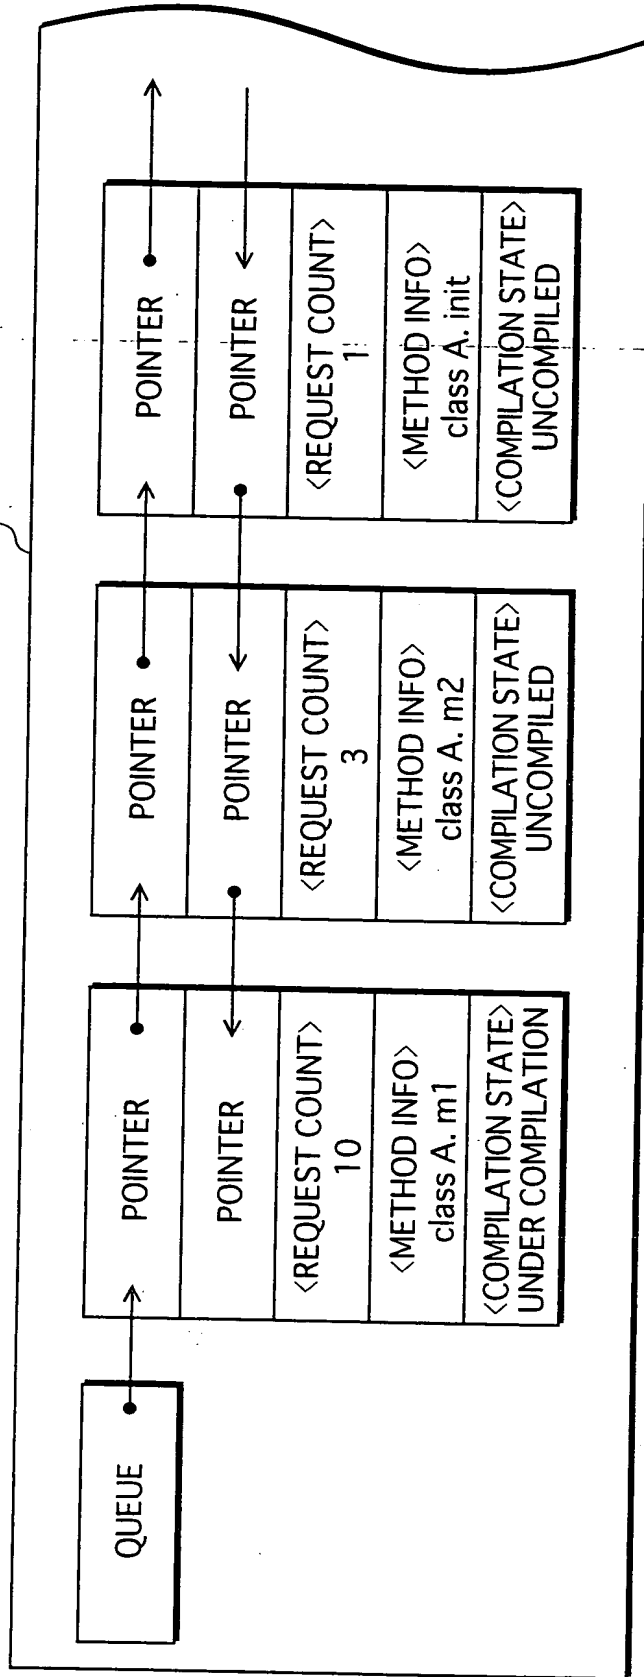 QUEUE
POINTER
POINTER
<REQUEST COUNT>
10
<METHOD INFO>
class A. m1
<COMPILATION STATE>
UNDER COMPILATION
POINTER
POINTER
<REQUEST COUNT>
3
<METHOD INFO>
class A. m2
<COMPILATION STATE>
UNCOMPILED
POINTER
POINTER
<REQUEST COUNT>
1
<METHOD INFO>
class A. init
<COMPILATION STATE>
UNCOMPILED